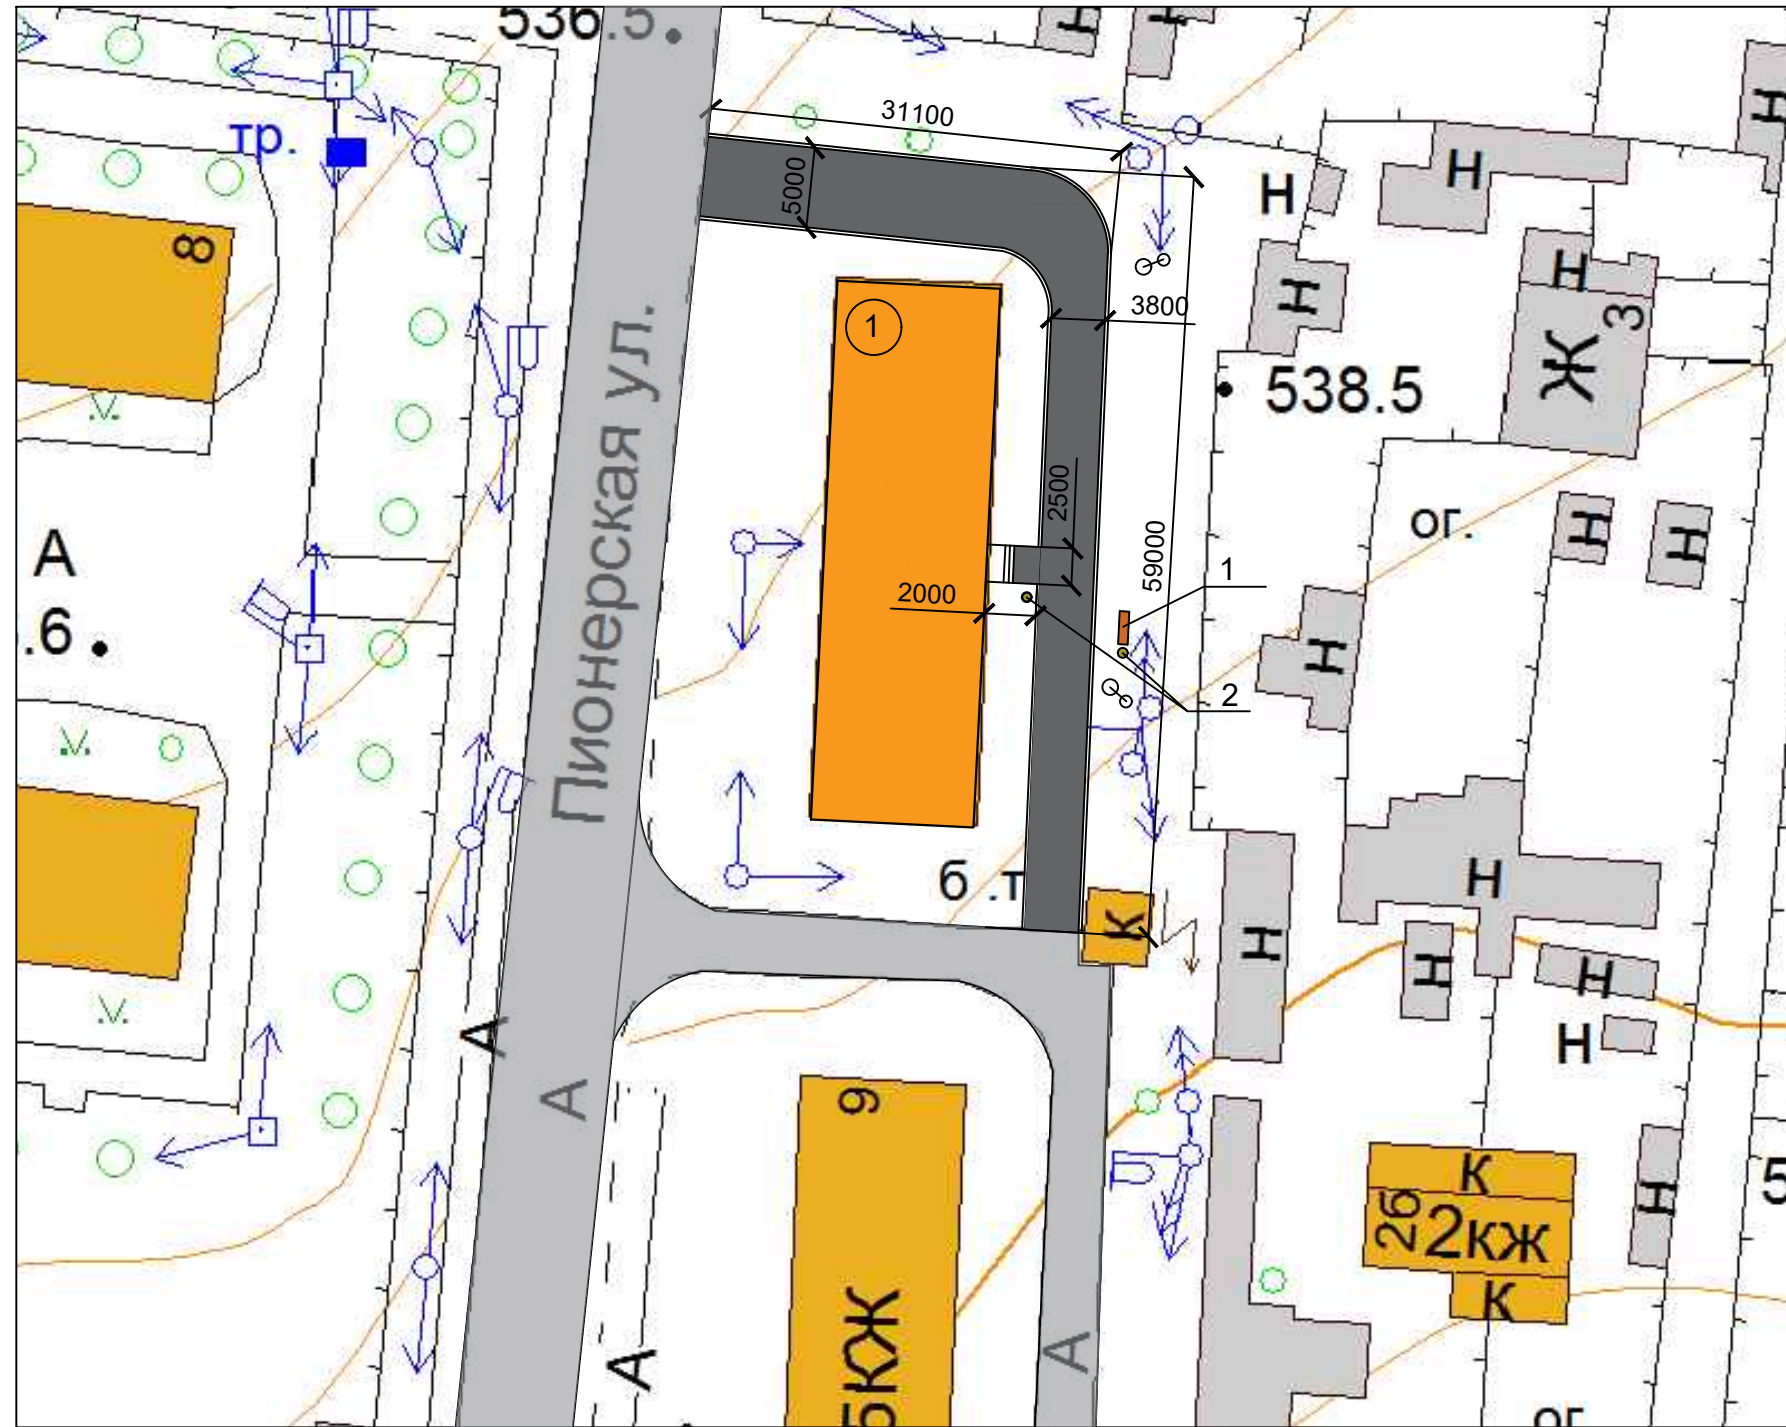 536.5
Н
Н
31100
тр.
5000
Н
Н
Н
8
Н
Н
3800
Н
3
1
Ж
538.5
Пионерская ул.
2500
ог.
Н
Н
А
59000
1
2000
.6
Н
2
б.т
Н
К
Н
Н
Н
Н
А
А
9
К
26
2кж
К
Н
5
А
А
5КЖ
ог